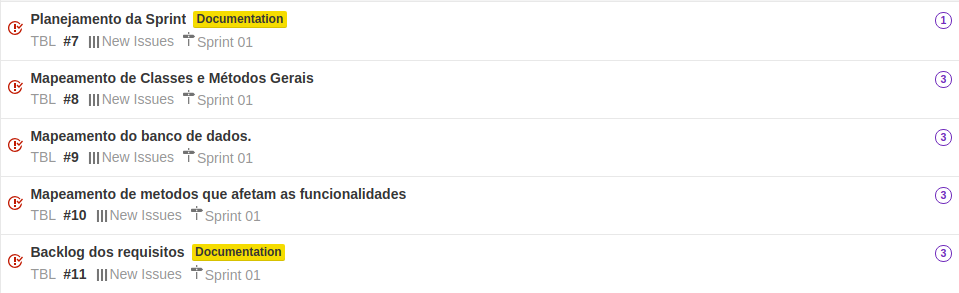 Planejamento da Sprint Documentation 1
TBL #7 New Issues Sprint 01
Mapeamento de Classes e Métodos Gerais 3
TBL #8 New Issues Sprint 01
Mapeamento do banco de dados. 3
TBL #9 New Issues Sprint 01
Mapeamento de metodos que afetam as funcionalidades 3
TBL #10 New Issues Sprint 01
Backlog dos requisitos Documentation 3
TBL #11 New Issues Sprint 01